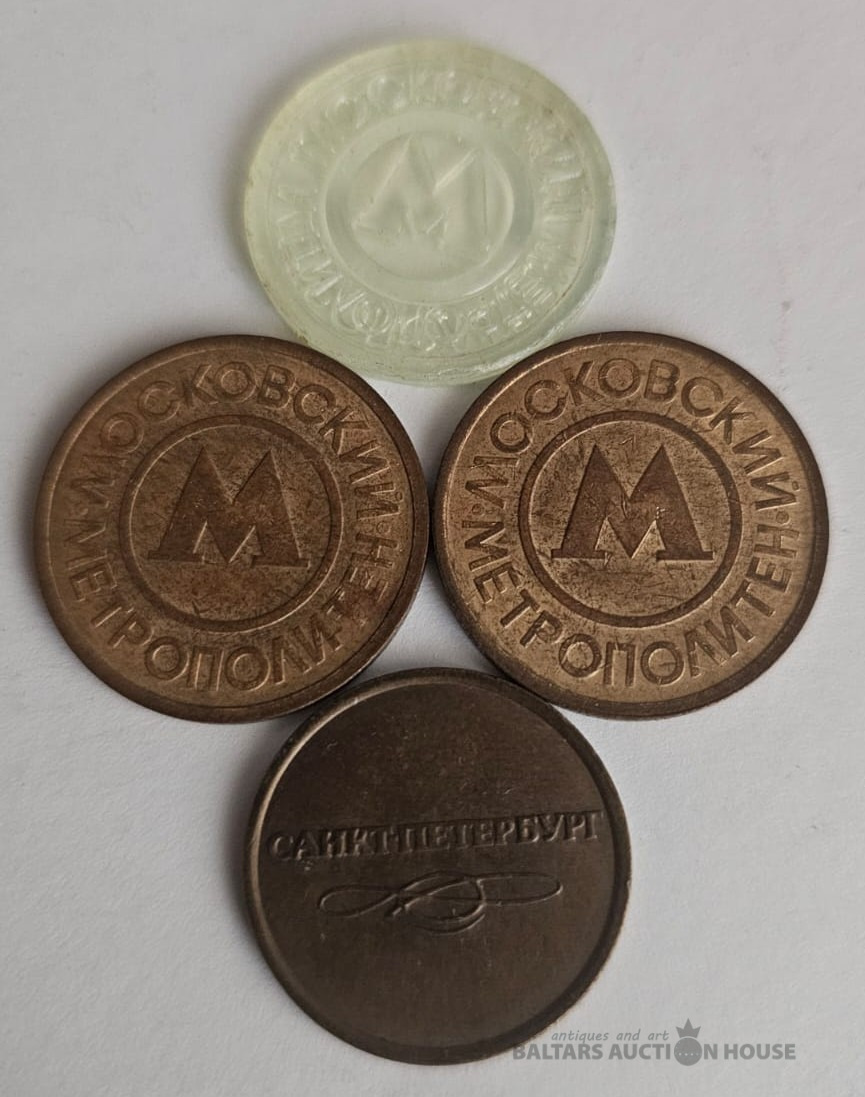 МОСКОВСКИЙ
МЕТРОПОЛИТЕН
М
МОСКОВСКИЙ
МЕТРОПОЛИТЕН
М
МОСКОВСКИЙ
МЕТРОПОЛИТЕН
М
САНКТ-ПЕТЕРБУРГ
antiques and art
BALTARS AUCTION HOUSE